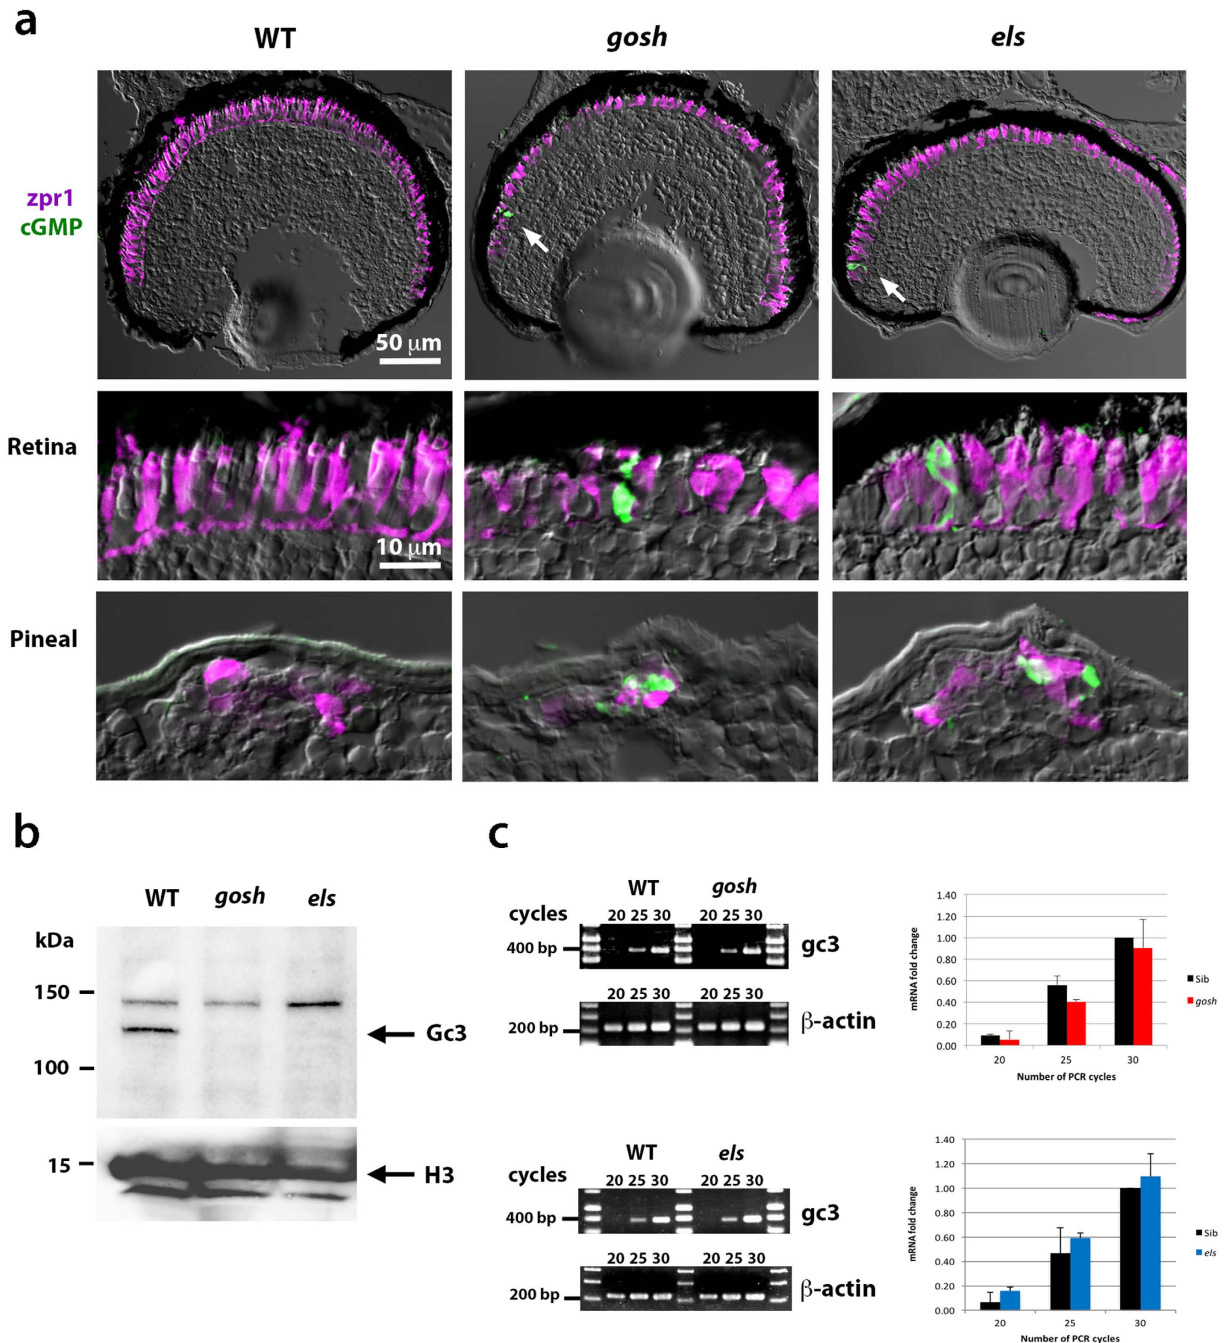 a
WT gosh els
zpr1
cGMP
50 μm
Retina
10 μm
Pineal
b
WT gosh els
kDa
150
Gc3
100
15
H3
c
WT gosh
cycles 20 25 30 20 25 30
400 bp gc3
20 25 30 20 25 30
200 bp β-actin
mRNA fold change
1.40
1.20
1.00
0.80
0.60
0.40
0.20
0.00
20 25 30
Number of PCR cycles
Sib
gosh
WT els
cycles 20 25 30 20 25 30
400 bp gc3
20 25 30 20 25 30
200 bp β-actin
mRNA fold change
1.40
1.20
1.00
0.80
0.60
0.40
0.20
0.00
20 25 30
Number of PCR cycles
Sib
els